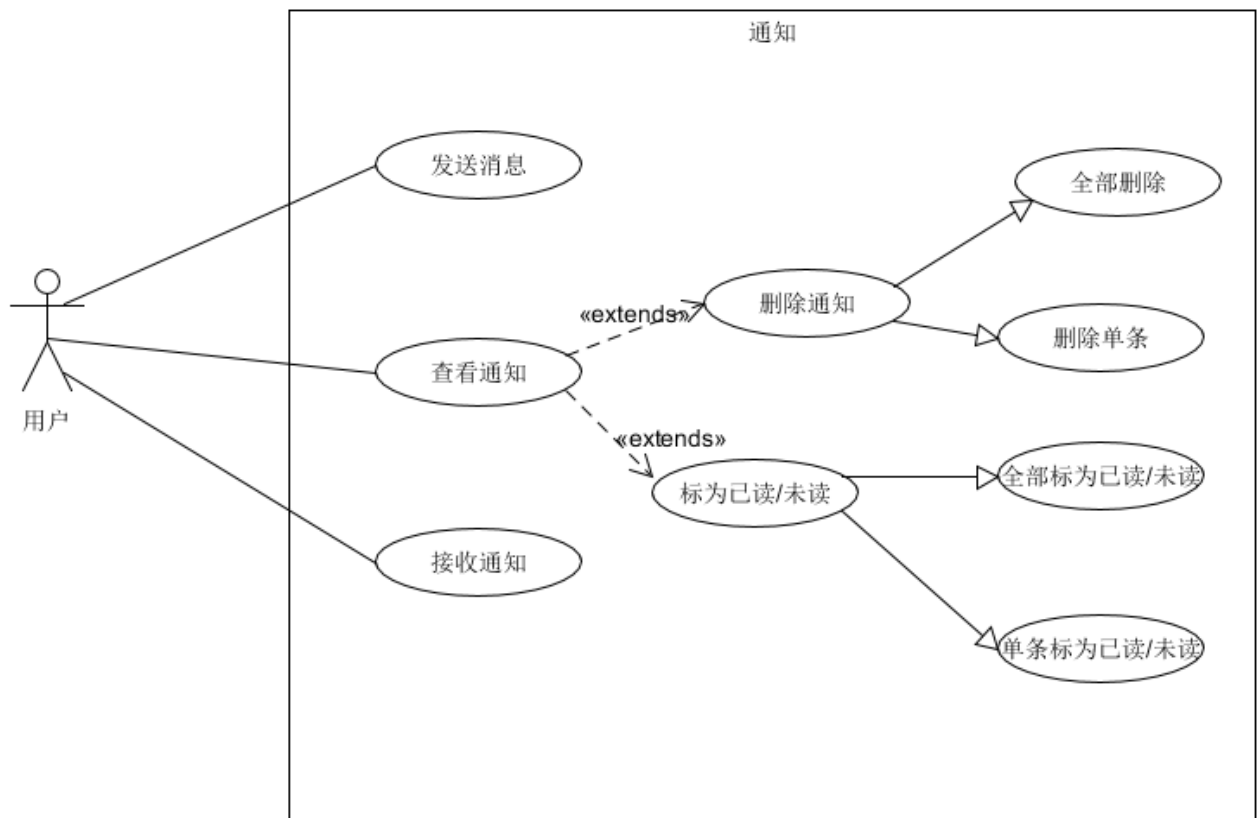 通知
发送消息
全部删除
«extends»
删除通知
删除单条
查看通知
用户
«extends»
标为已读/未读
全部标为已读/未读
接收通知
单条标为已读/未读